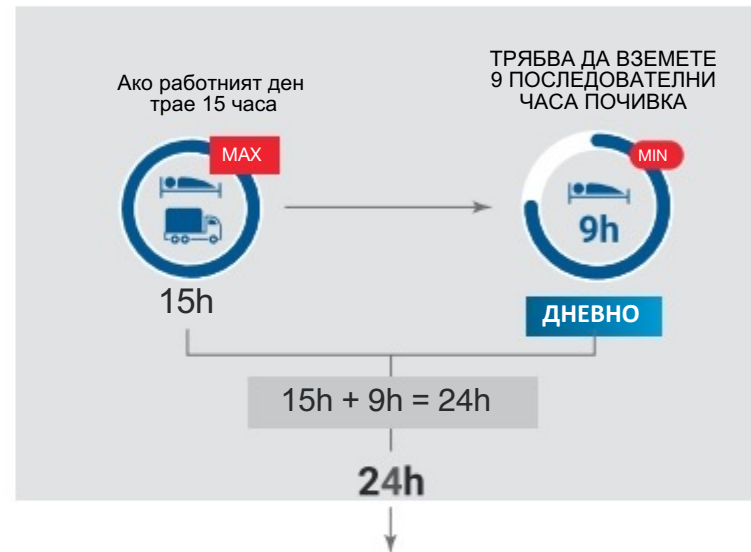 Ако работният ден
трае 15 часа
MAX
15h
ТРЯБВА ДА ВЗЕМЕТЕ
9 ПОСЛЕДОВАТЕЛНИ
ЧАСА ПОЧИВКА
MIN
9h
ДНЕВНО
15h + 9h = 24h
24h